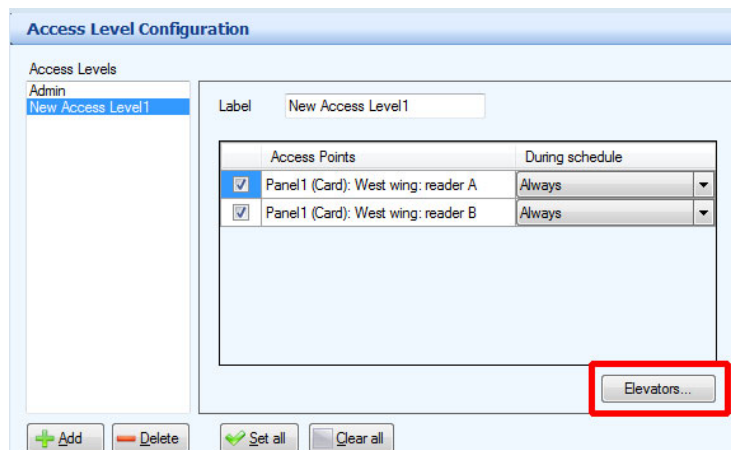 Access Level Configuration
Access Levels
Admin
New Access Level1
Label New Access Level1
Access Points During schedule
Panel1 (Card): West wing: reader A Always
Panel1 (Card): West wing: reader B Always
Elevators...
Add Delete Set all Clear all